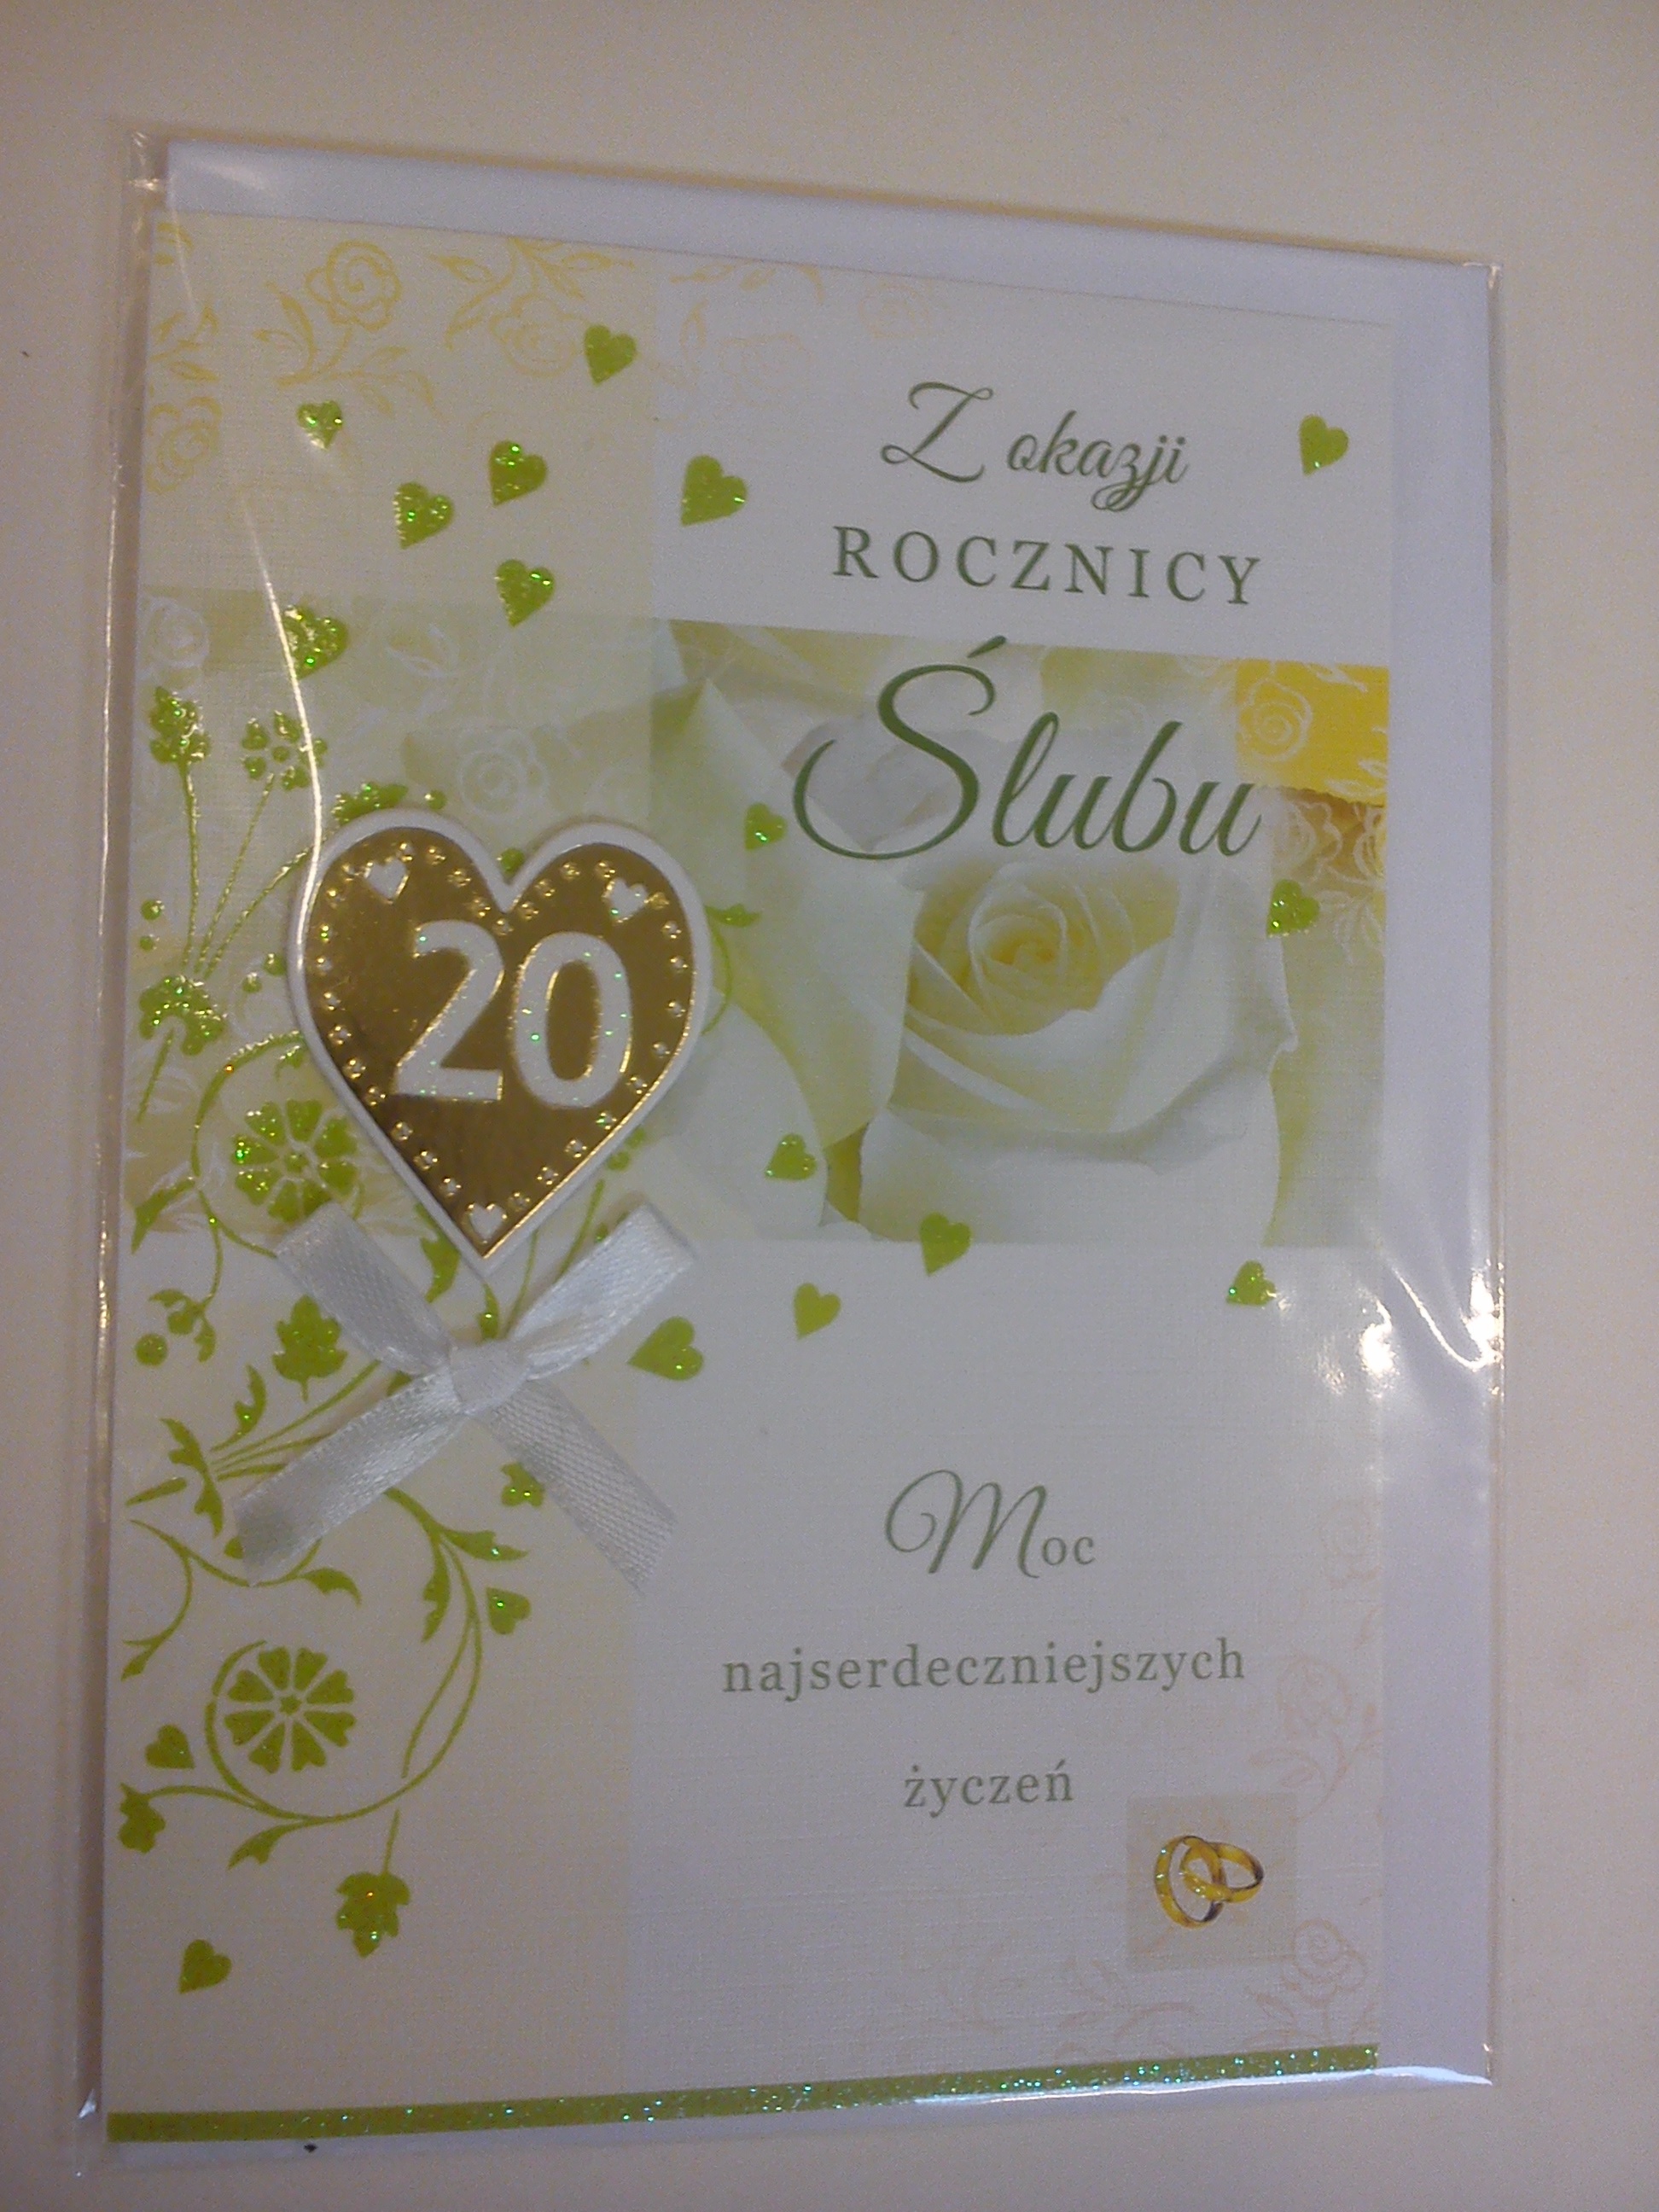 Z okazji
ROCZNICY
Ślubu
20
Moc
najserdeczniejszych
życzeń